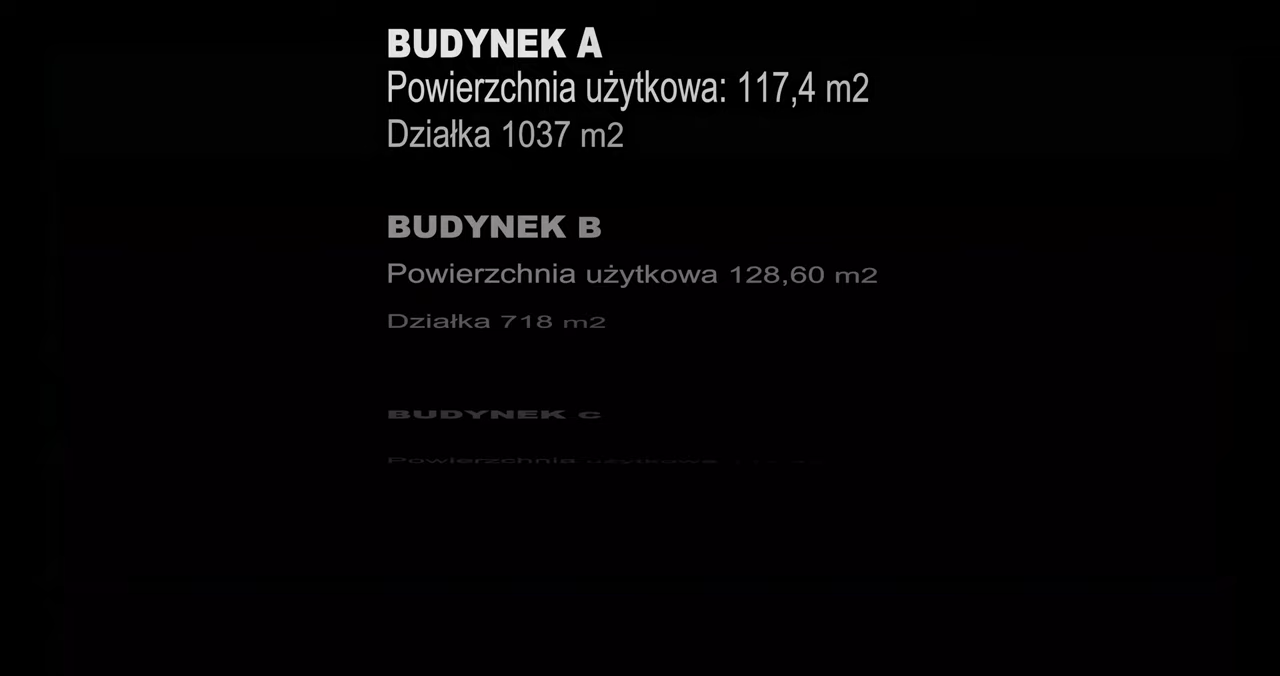 BUDYNEK A
Powierzchnia użytkowa: 117,4 m2
Działka 1037 m2
BUDYNEK B
Powierzchnia użytkowa 128,60 m2
Działka 718 m2
BUDYNEK C
Powierzchnia użytkowa